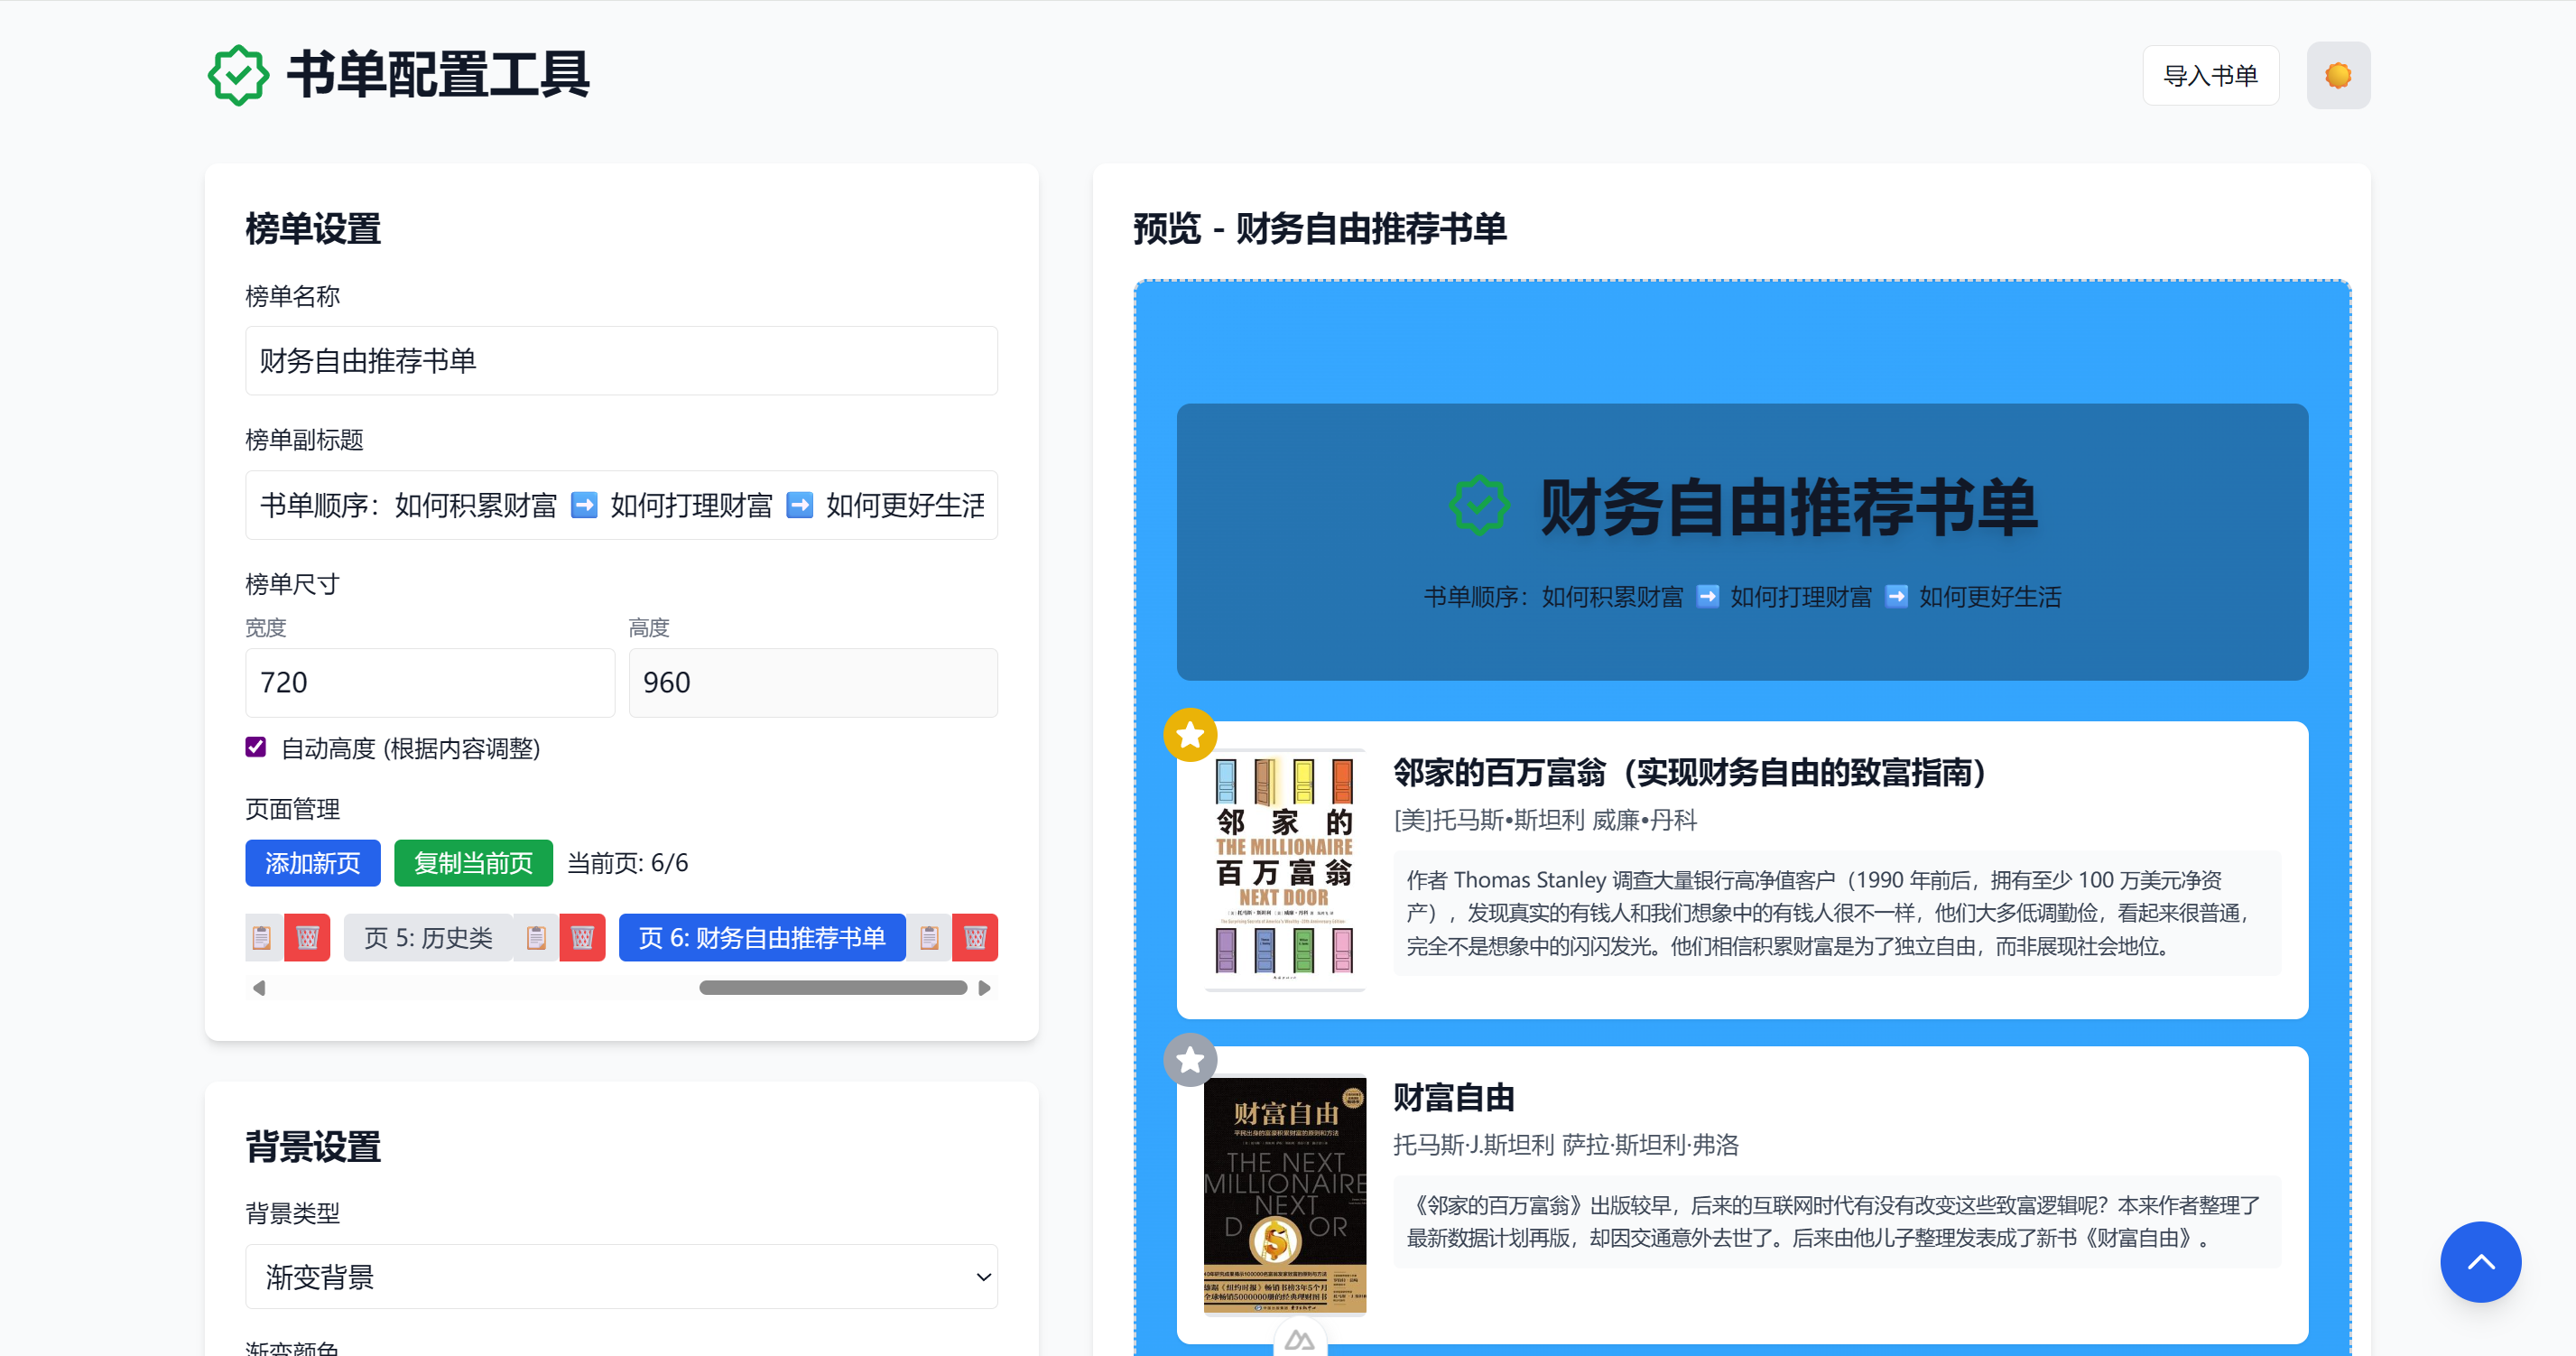 书单配置工具
导入书单
榜单设置
榜单名称
财务自由推荐书单
榜单副标题
书单顺序：如何积累财富 ➡️ 如何打理财富 ➡️ 如何更好生活
榜单尺寸
宽度
高度
720
960
自动高度 (根据内容调整)
页面管理
添加新页
复制当前页
当前页: 6/6
页 5: 历史类
页 6: 财务自由推荐书单
背景设置
背景类型
渐变背景
渐变颜色
预览 - 财务自由推荐书单
财务自由推荐书单
书单顺序：如何积累财富 ➡️ 如何打理财富 ➡️ 如何更好生活
邻家的
THE MILLIONAIRE
百万富翁
NEXT DOOR
邻家的百万富翁（实现财务自由的致富指南）
[美]托马斯•斯坦利 威廉•丹科
作者 Thomas Stanley 调查大量银行高净值客户（1990 年前后，拥有至少 100 万美元净资
产），发现真实的有钱人和我们想象中的有钱人很不一样，他们大多低调勤俭，看起来很普通，
完全不是想象中的闪闪发光。他们相信积累财富是为了独立自由，而非展现社会地位。
财富自由
平民出身的富豪积累财富的原则和方法
THE NEXT
MILLIONAIRE
NEXT
D OR
财富自由
托马斯·J.斯坦利 萨拉·斯坦利·弗洛
《邻家的百万富翁》出版较早，后来的互联网时代有没有改变这些致富逻辑呢？本来作者整理了
最新数据计划再版，却因交通意外去世了。后来由他儿子整理发表成了新书《财富自由》。